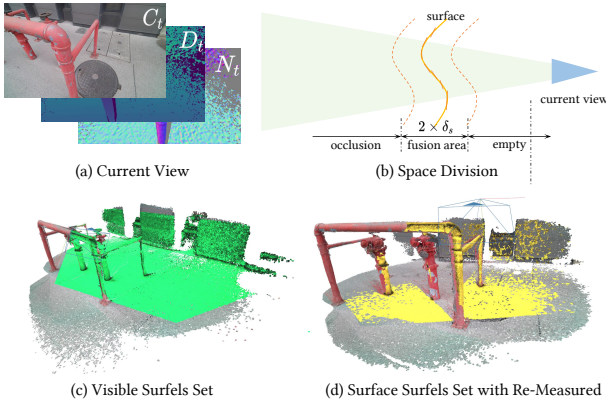 C_t
D_t
N_t
surface
current view
2 × δ_s
occlusion
fusion area
empty
(a) Current View
(b) Space Division
(c) Visible Surfels Set
(d) Surface Surfels Set with Re-Measured